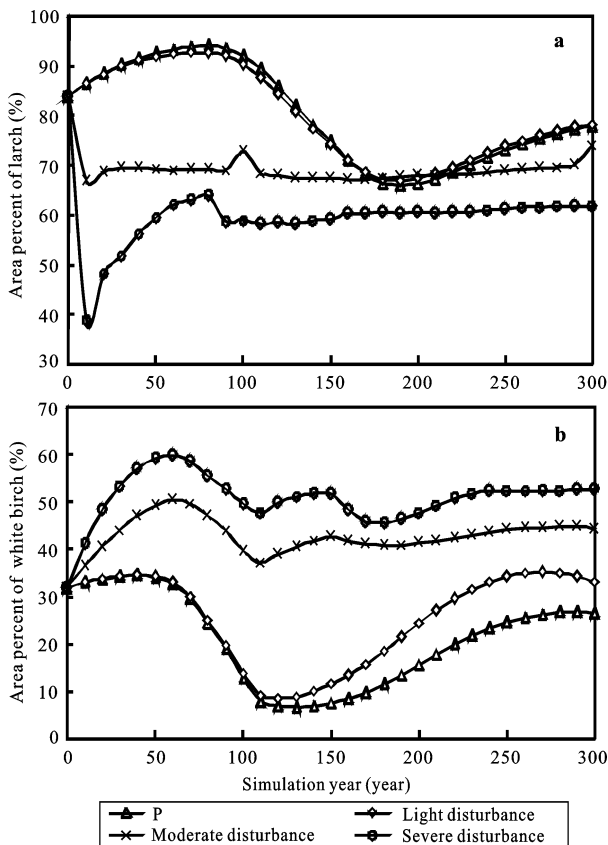 100
90
80
70
60
50
40
30
Area percent of larch (%)
a
0 50 100 150 200 250 300
70
60
50
40
30
20
10
0
Area percent of white birch (%)
b
0 50 100 150 200 250 300
Simulation year (year)
P Light disturbance
Moderate disturbance Severe disturbance